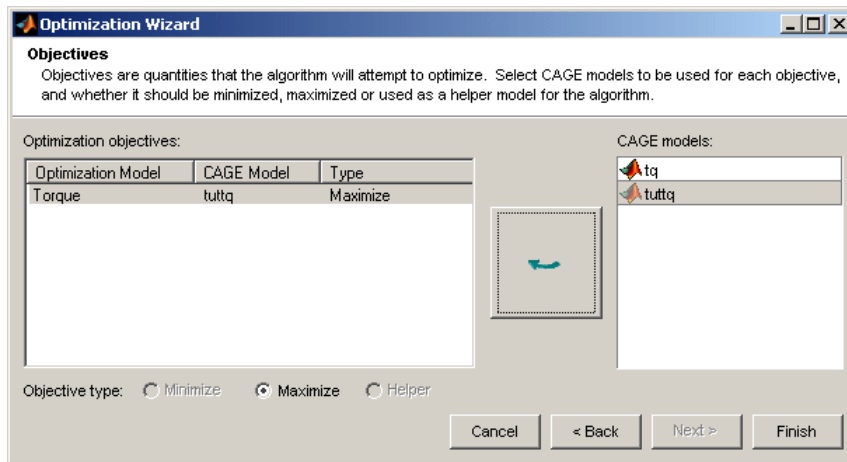 Optimization Wizard
Objectives
Objectives are quantities that the algorithm will attempt to optimize. Select CAGE models to be used for each objective,
and whether it should be minimized, maximized or used as a helper model for the algorithm.
Optimization objectives:
CAGE models:
Optimization Model CAGE Model Type
Torque tuttq Maximize
tq
tuttq
Objective type: Minimize Maximize Helper
Cancel < Back Next > Finish